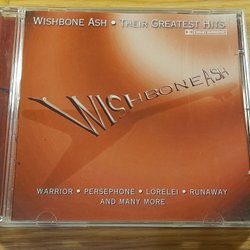 WISHBONE ASH • THEIR GREATEST HITS
WISHBONE ASH
WARRIOR • PERSEPHONE • LORELEI • RUNAWAY
AND MANY MORE